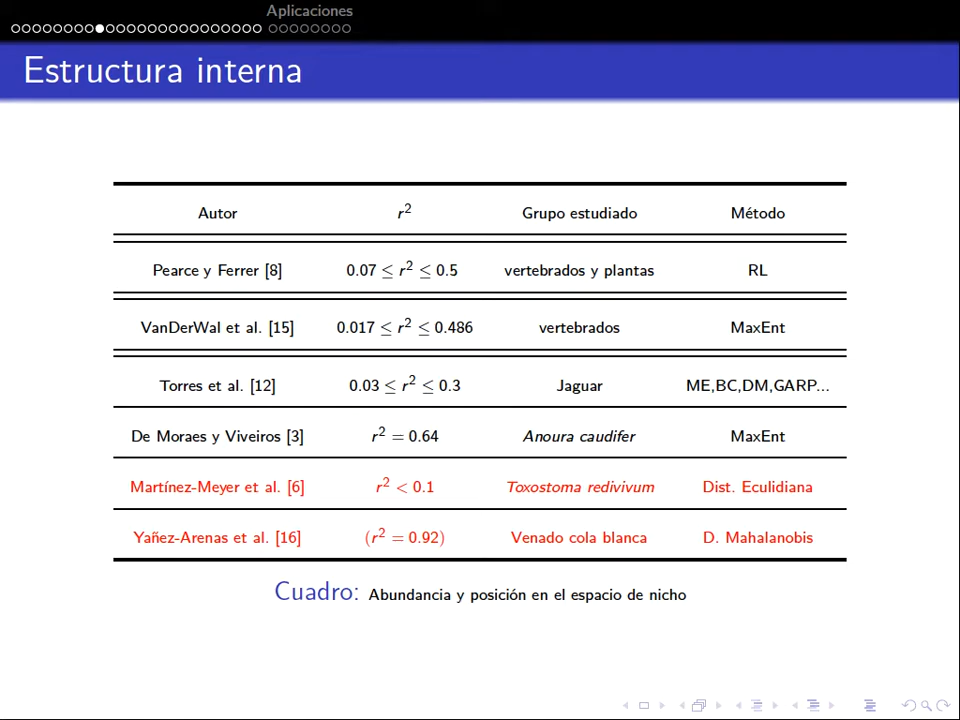 Aplicaciones
Estructura interna
Autor r² Grupo estudiado Método
Pearce y Ferrer [8] 0.07 ≤ r² ≤ 0.5 vertebrados y plantas RL
VanDerWal et al. [15] 0.017 ≤ r² ≤ 0.486 vertebrados MaxEnt
Torres et al. [12] 0.03 ≤ r² ≤ 0.3 Jaguar ME,BC,DM,GARP...
De Moraes y Viveiros [3] r² = 0.64 Anoura caudifer MaxEnt
Martínez-Meyer et al. [6] r² < 0.1 Toxostoma redivivum Dist. Eculidiana
Yañez-Arenas et al. [16] (r² = 0.92) Venado cola blanca D. Mahalanobis
Cuadro: Abundancia y posición en el espacio de nicho